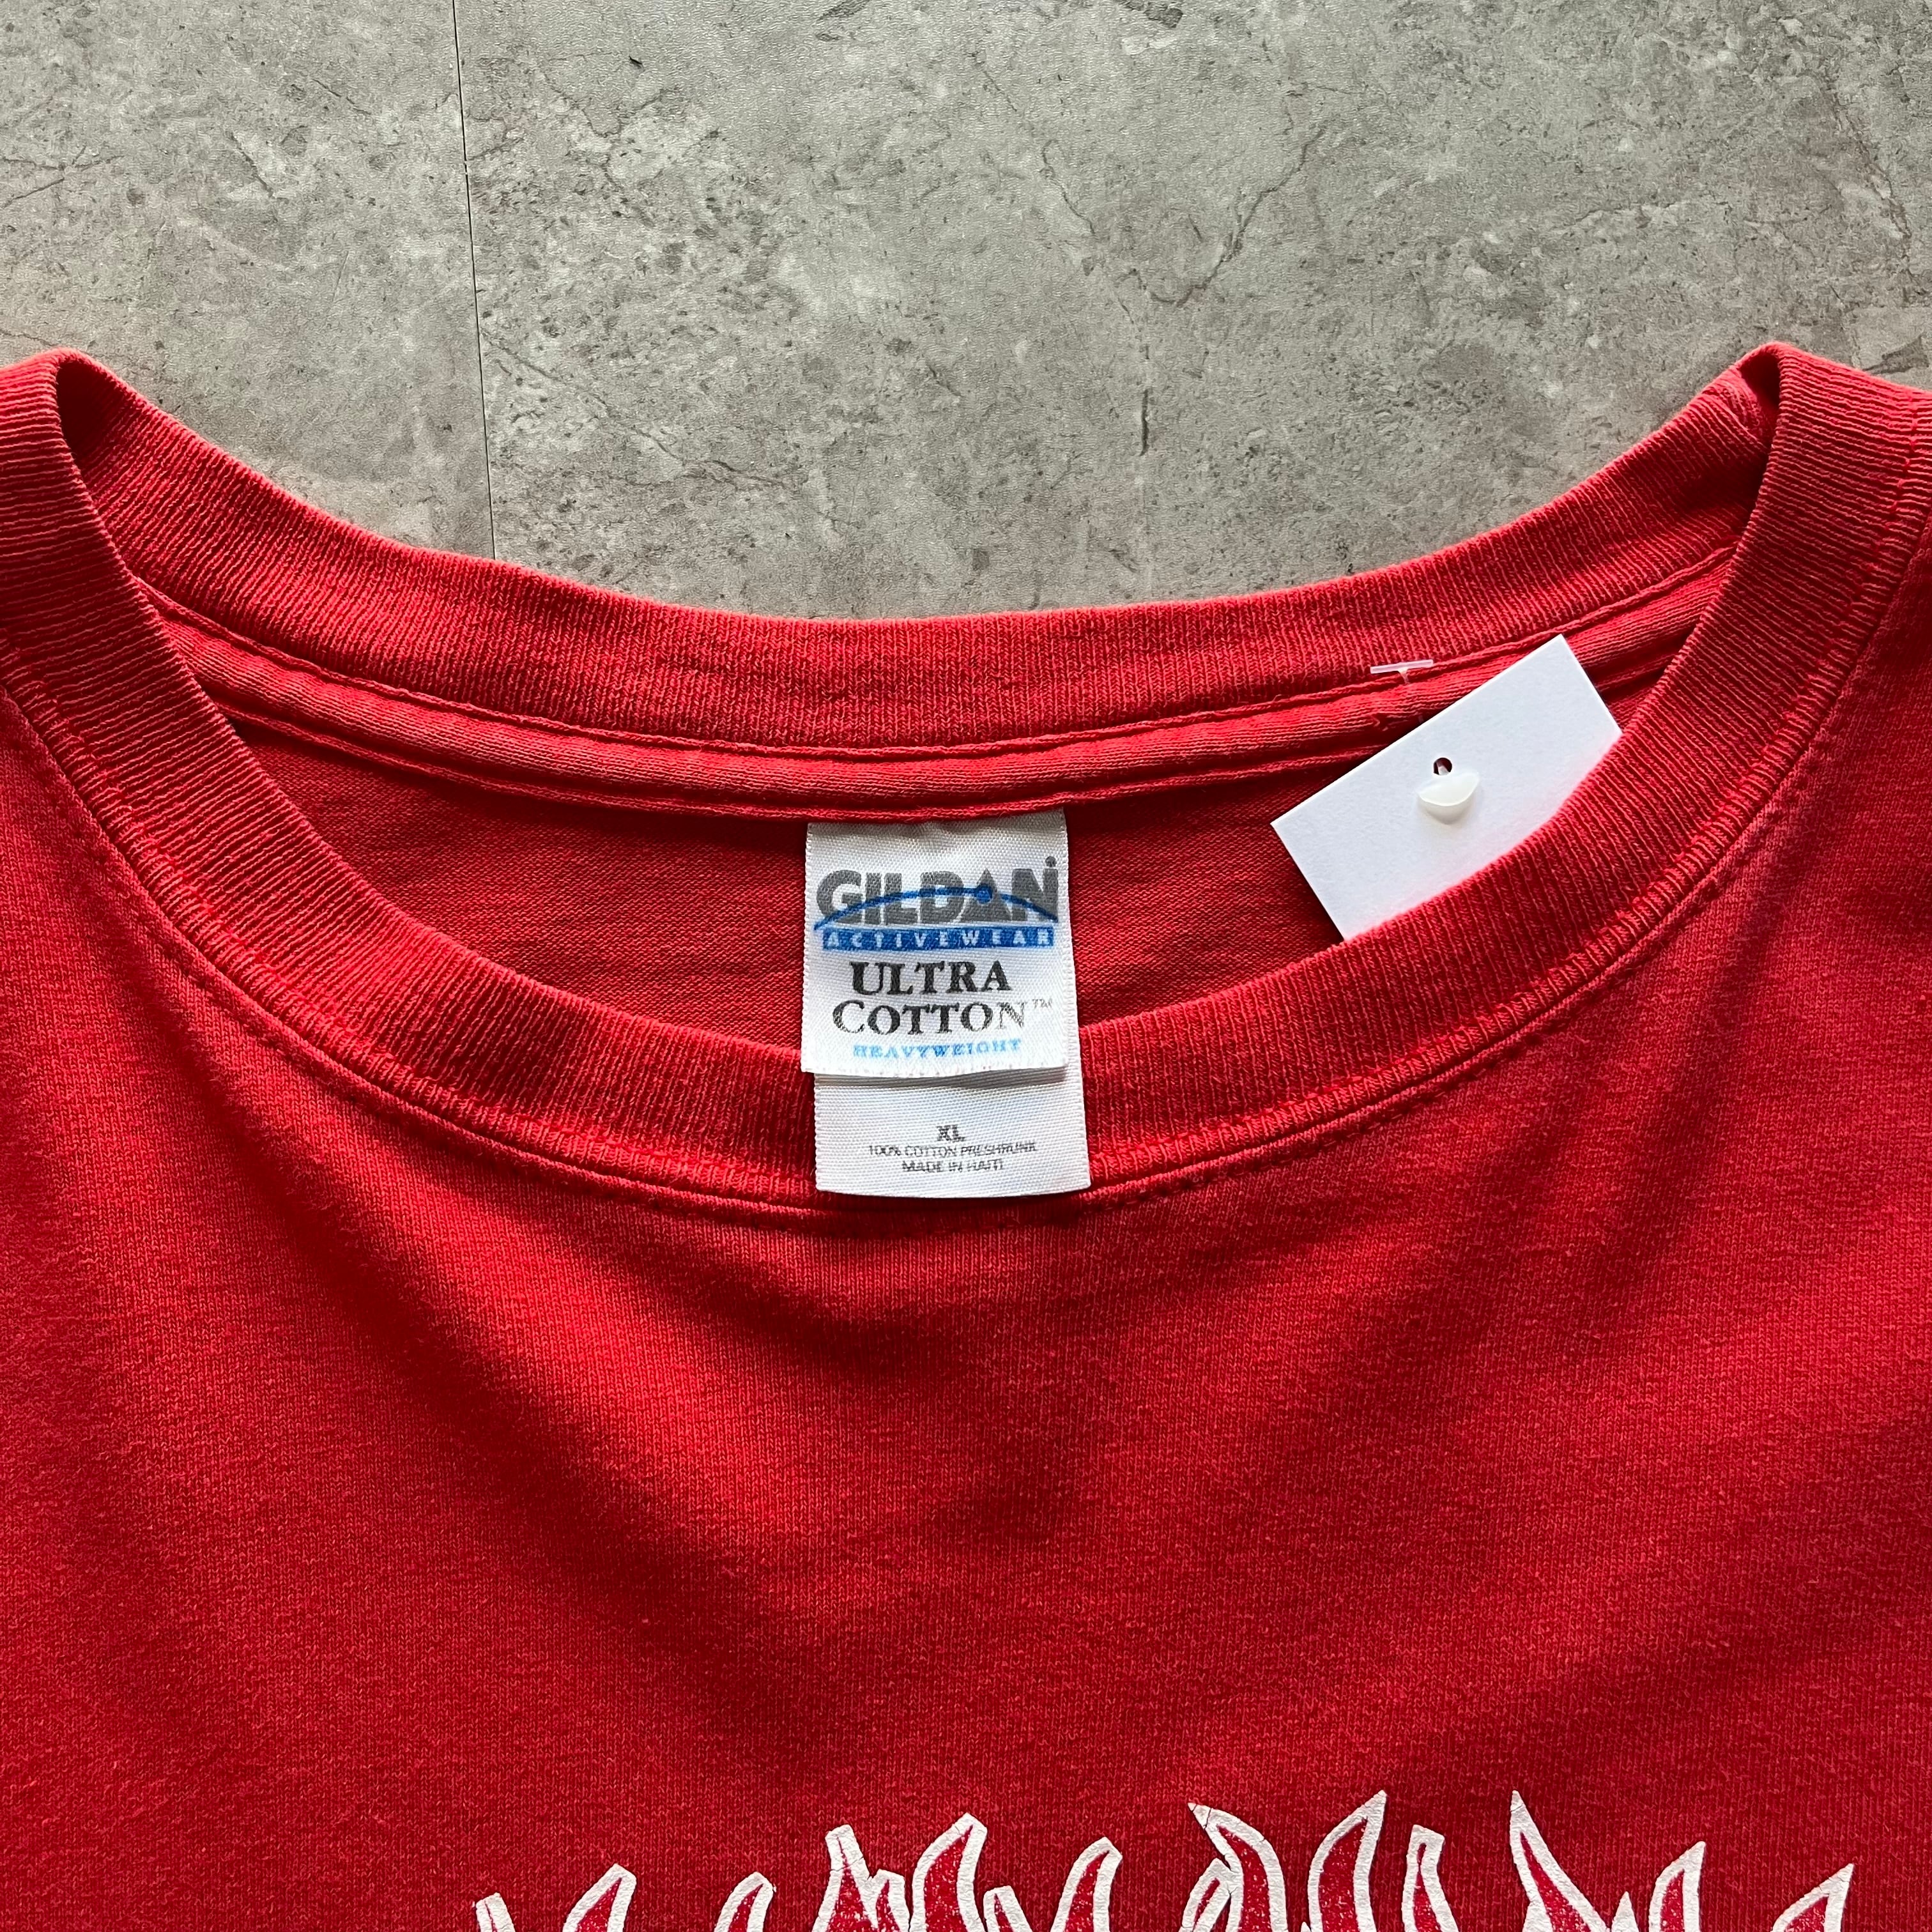 GILDAN
ACTIVEWEAR
ULTRA
COTTON™
HEAVYWEIGHT
XL
100% COTTON PRESHRUNK
MADE IN HAITI